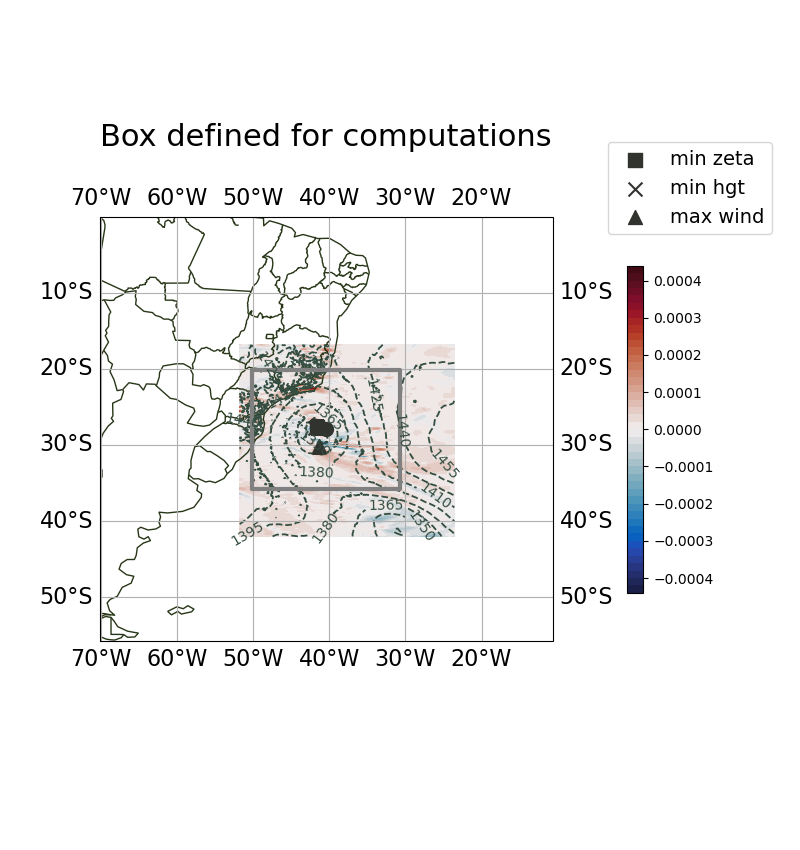 Box defined for computations
min zeta
min hgt
max wind
70°W 60°W 50°W 40°W 30°W 20°W
10°S 10°S
20°S 20°S
30°S 30°S
40°S 40°S
50°S 50°S
70°W 60°W 50°W 40°W 30°W 20°W
1365
1425
1440
1455
1380
1410
1365
1350
1395
1380
0.0004
0.0003
0.0002
0.0001
0.0000
−0.0001
−0.0002
−0.0003
−0.0004